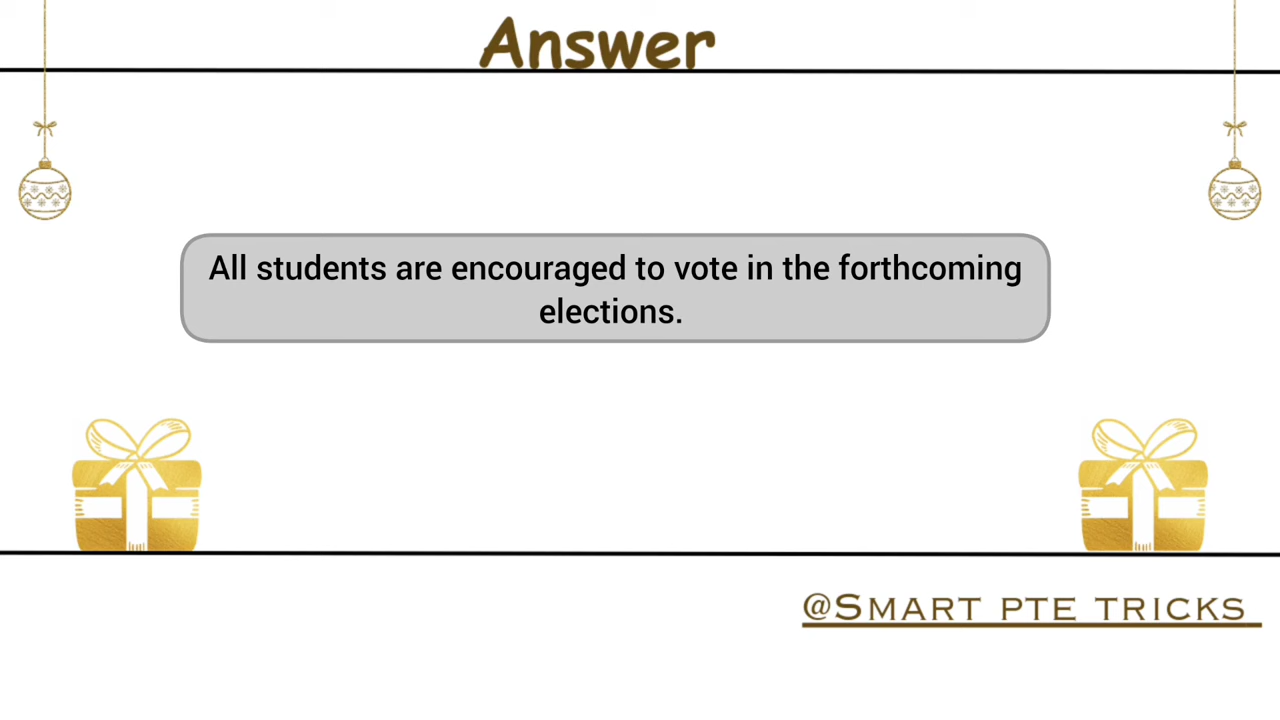 Answer
All students are encouraged to vote in the forthcoming
elections.
@Smart pte tricks